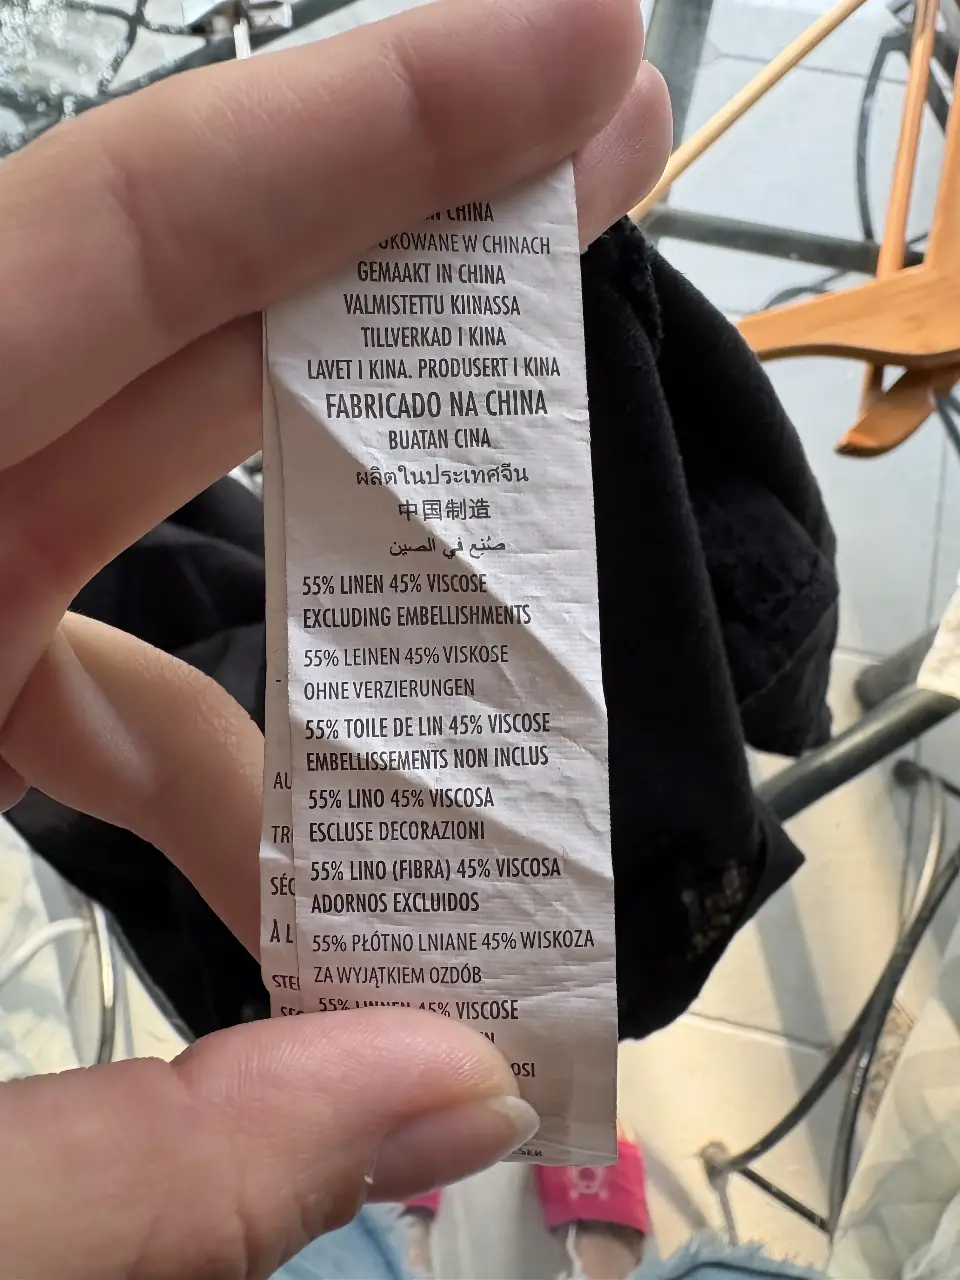 CHINA
GEMAAKT IN CHINA
VALMISTETTU KIINASSA
TILLVERKAD I KINA
LAVET I KINA. PRODUSERT I KINA
FABRICADO NA CHINA
BUATAN CINA
ผลิตในประเทศจีน
中国制造
صُنِع في الصين
55% LINEN 45% VISCOSE
EXCLUDING EMBELLISHMENTS
55% LEINEN 45% VISKOSE
OHNE VERZIERUNGEN
55% TOILE DE LIN 45% VISCOSE
EMBELLISSEMENTS NON INCLUS
55% LINO 45% VISCOSA
ESCLUSE DECORAZIONI
55% LINO (FIBRA) 45% VISCOSA
ADORNOS EXCLUIDOS
55% PŁÓTNO LNIANE 45% WISKOZA
ZA WYJĄTKIEM OZDÓB
55% LINNEN 45% VISCOSE